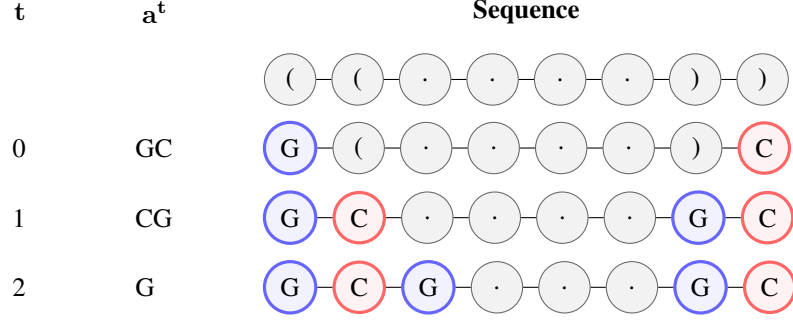 t a^t Sequence
( ( · · · · ) )
0 GC G ( · · · · ) C
1 CG G C · · · · G C
2 G G C G · · · G C